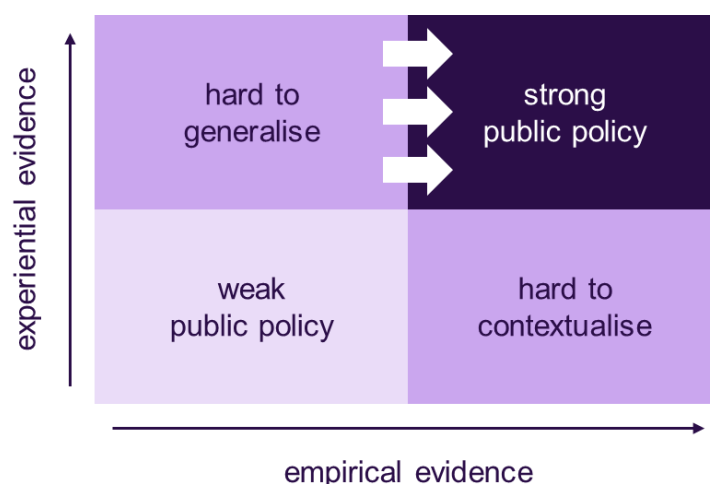 experiential evidence
hard to
generalise
strong
public policy
weak
public policy
hard to
contextualise
empirical evidence